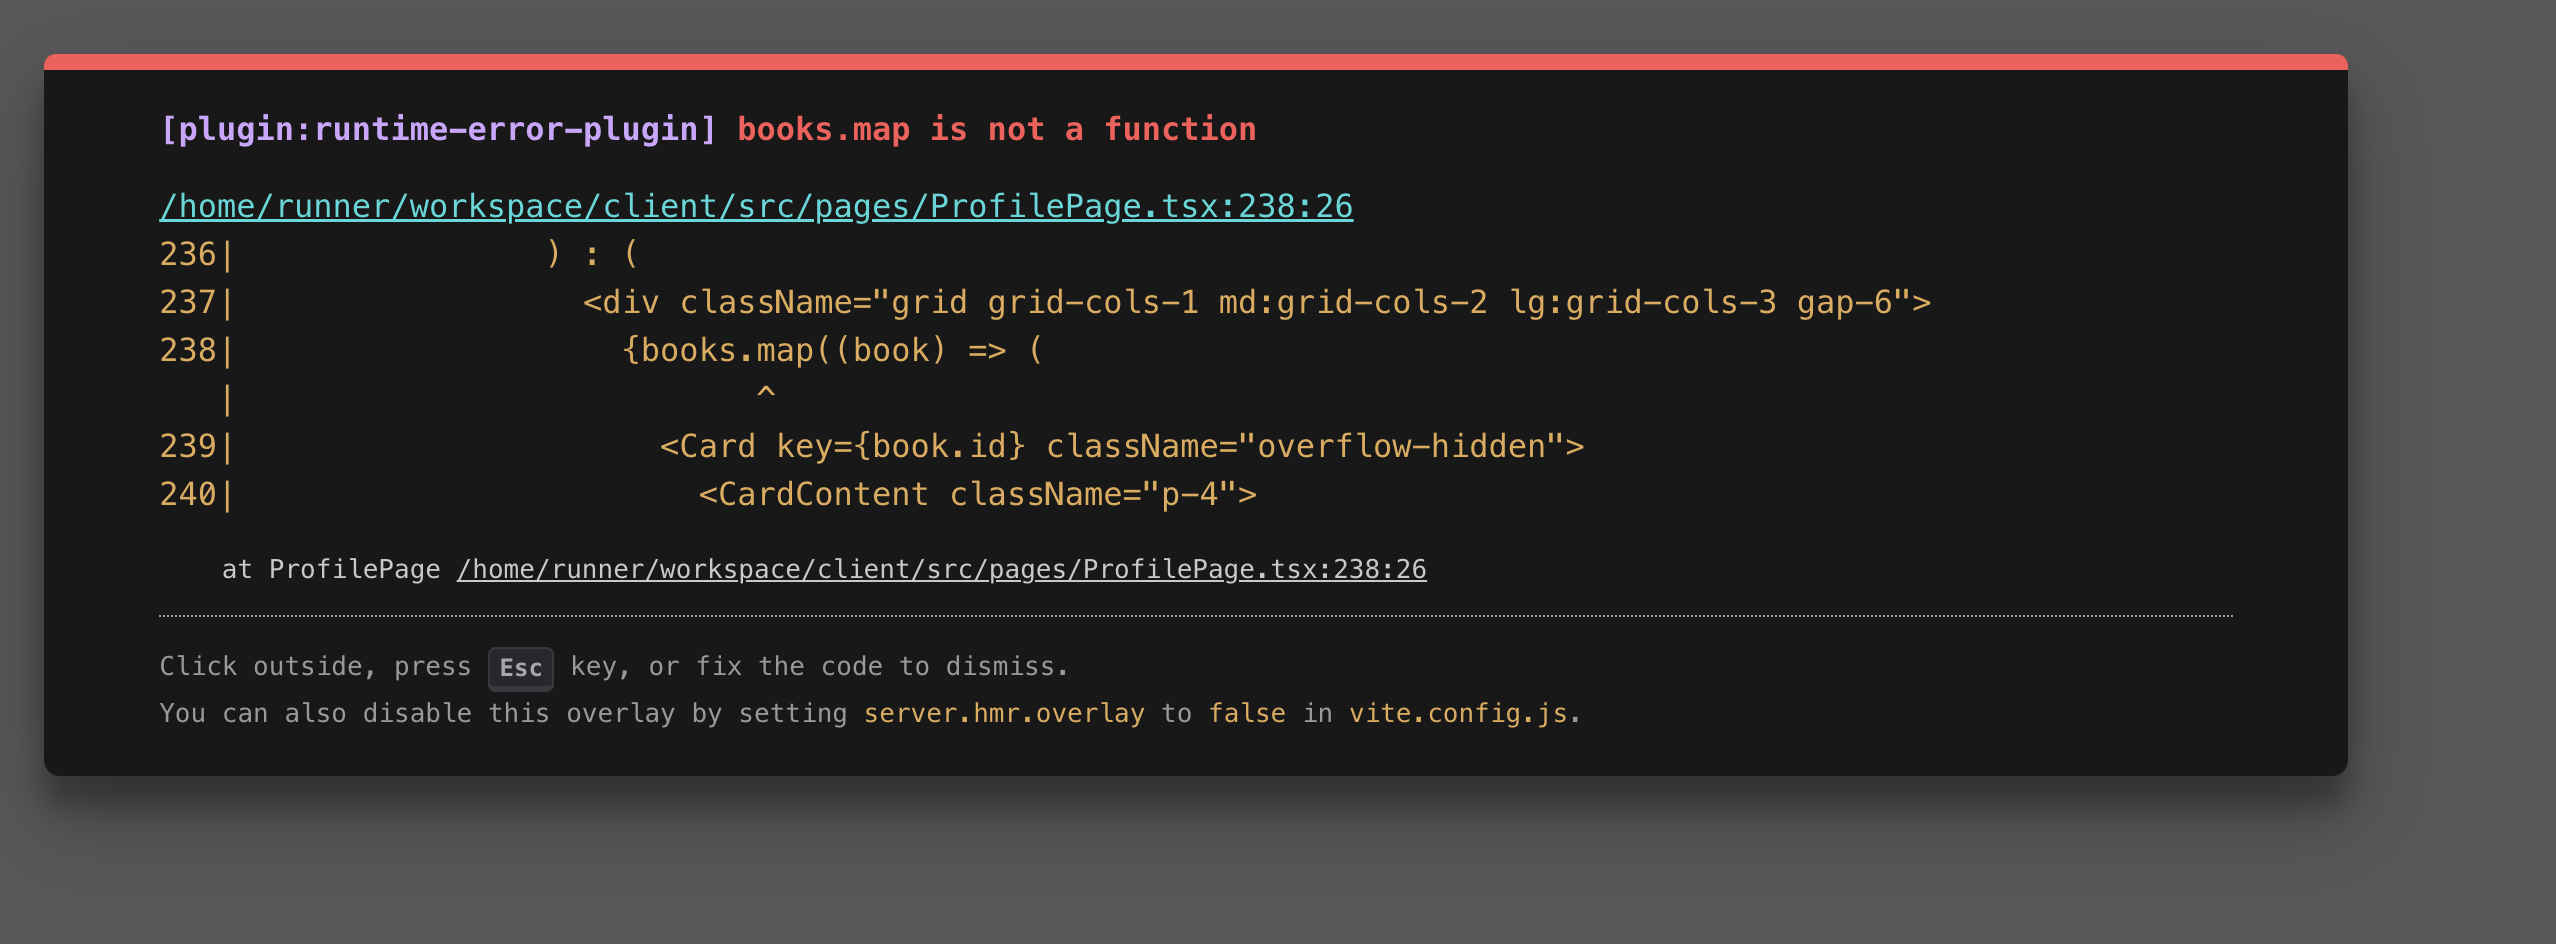 [plugin:runtime-error-plugin] books.map is not a function
/home/runner/workspace/client/src/pages/ProfilePage.tsx:238:26
236|                ) : (
237|                  <div className="grid grid-cols-1 md:grid-cols-2 lg:grid-cols-3 gap-6">
238|                    {books.map((book) => (
   |                           ^
239|                      <Card key={book.id} className="overflow-hidden">
240|                        <CardContent className="p-4">
    at ProfilePage /home/runner/workspace/client/src/pages/ProfilePage.tsx:238:26
Click outside, press Esc key, or fix the code to dismiss.
You can also disable this overlay by setting server.hmr.overlay to false in vite.config.js.